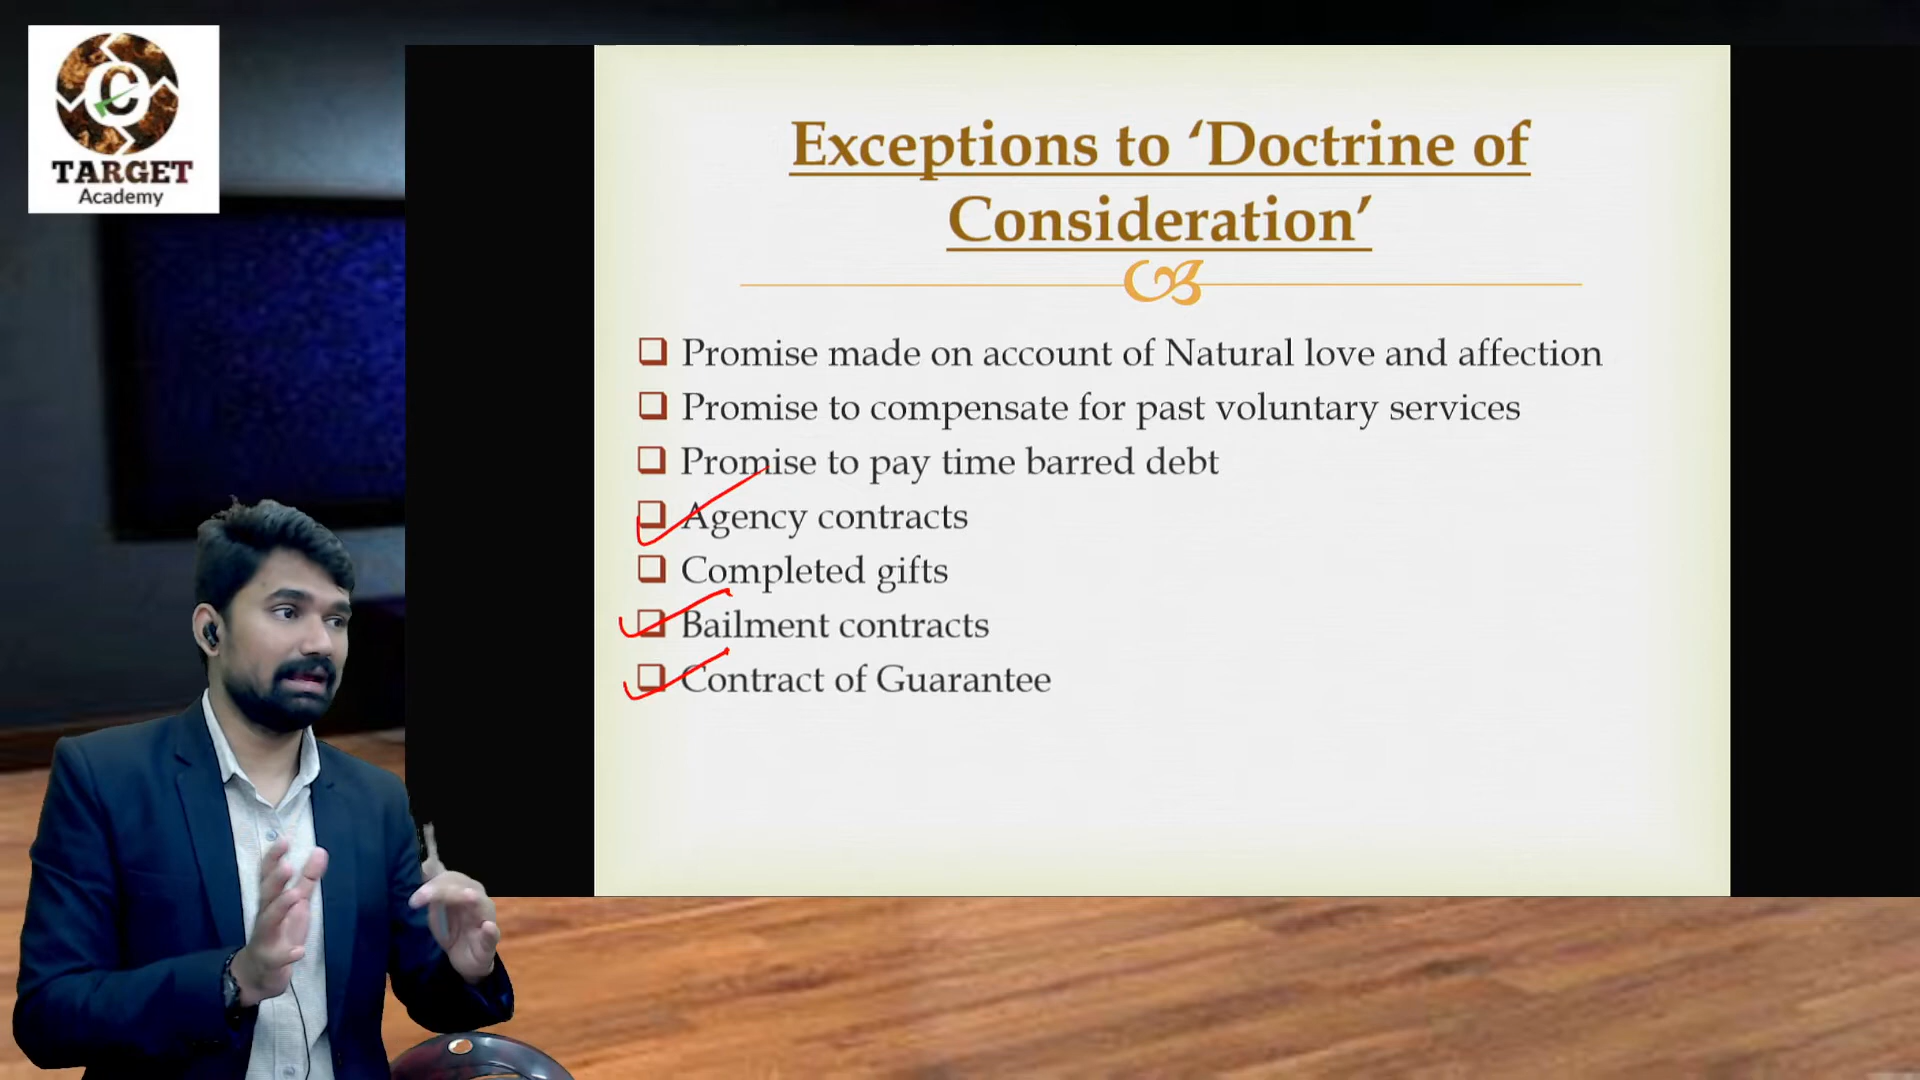 TARGET
Academy
Exceptions to ‘Doctrine of
Consideration’
Promise made on account of Natural love and affection
Promise to compensate for past voluntary services
Promise to pay time barred debt
Agency contracts
Completed gifts
Bailment contracts
Contract of Guarantee